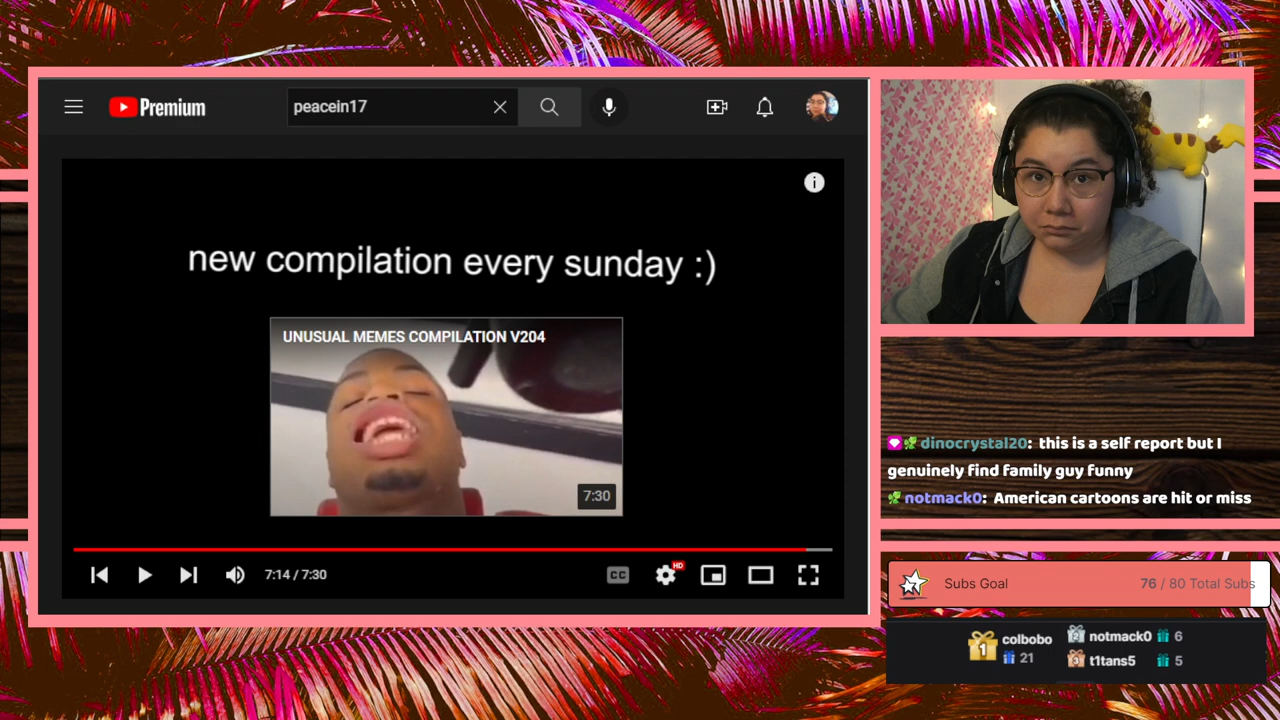 Premium
peacein17
new compilation every sunday :)
UNUSUAL MEMES COMPILATION V204
7:30
7:14 / 7:30
CC
HD
dinocrystal20: this is a self report but I
genuinely find family guy funny
notmack0: American cartoons are hit or miss
Subs Goal
76 / 80 Total Subs
1
colbobo
21
2
notmack0
6
3
t1tans5
5